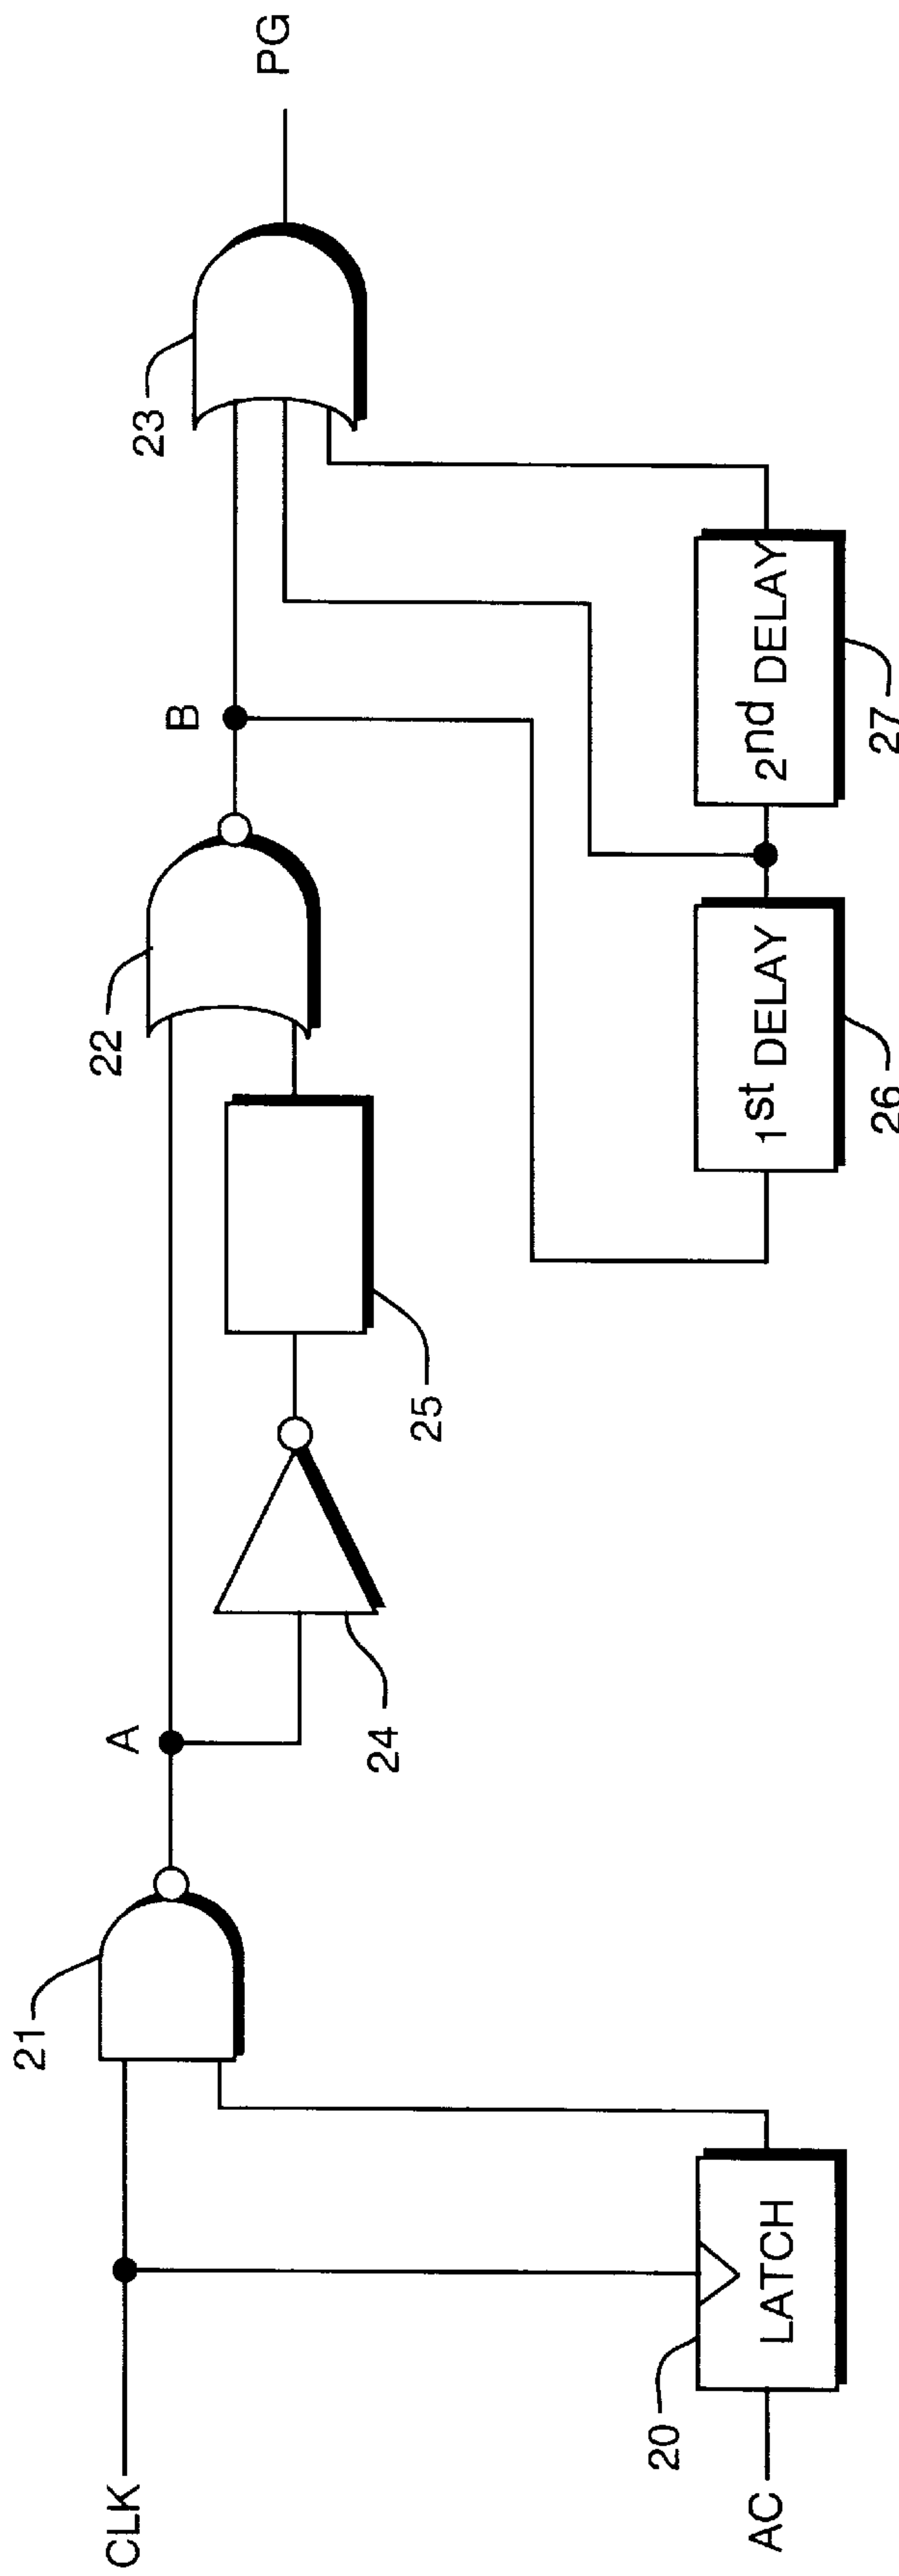 CLK
AC
20
LATCH
21
A
24
25
22
B
23
PG
1st DELAY
26
2nd DELAY
27